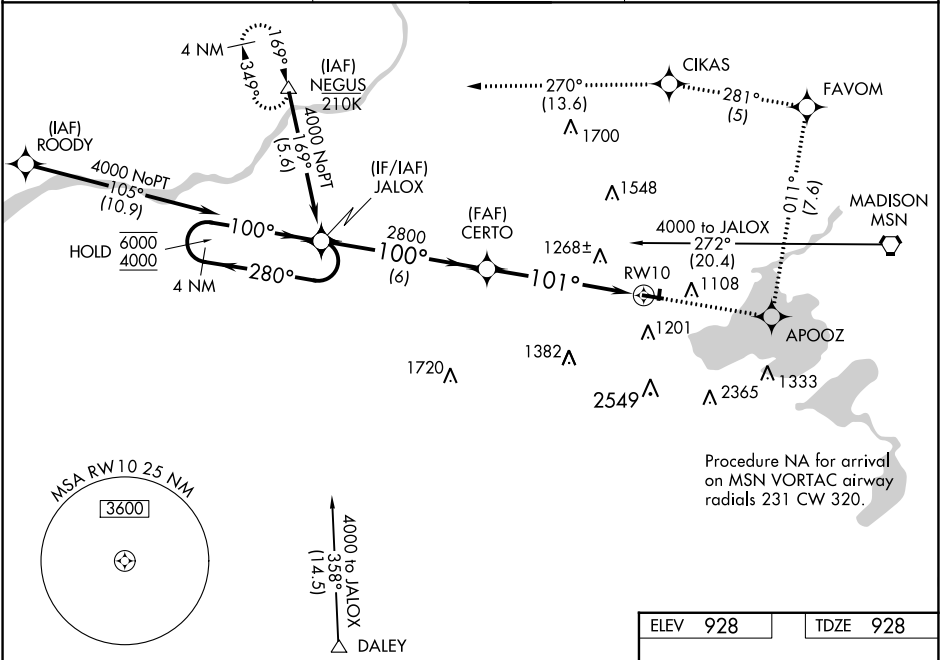 4 NM
169°
349°
(IAF)
NEGUS
210K
4000 NoPT
169°
(5.6)
CIKAS
270°
(13.6)
281°
(5)
FAVOM
1700
(IAF)
ROODY
4000 NoPT
105°
(10.9)
(IF/IAF)
JALOX
1548
011°
(7.6)
MADISON
MSN
HOLD
6000
4000
100°
280°
4 NM
2800
100°
(6)
(FAF)
CERTO
4000 to JALOX
272°
(20.4)
1268±
101°
RW10
1108
1201
APOOZ
1720
1382
2549
2365
1333
Procedure NA for arrival
on MSN VORTAC airway
radials 231 CW 320.
MSA RW10 25 NM
3600
4000 to JALOX
358°
(14.5)
DALEY
ELEV 928
TDZE 928